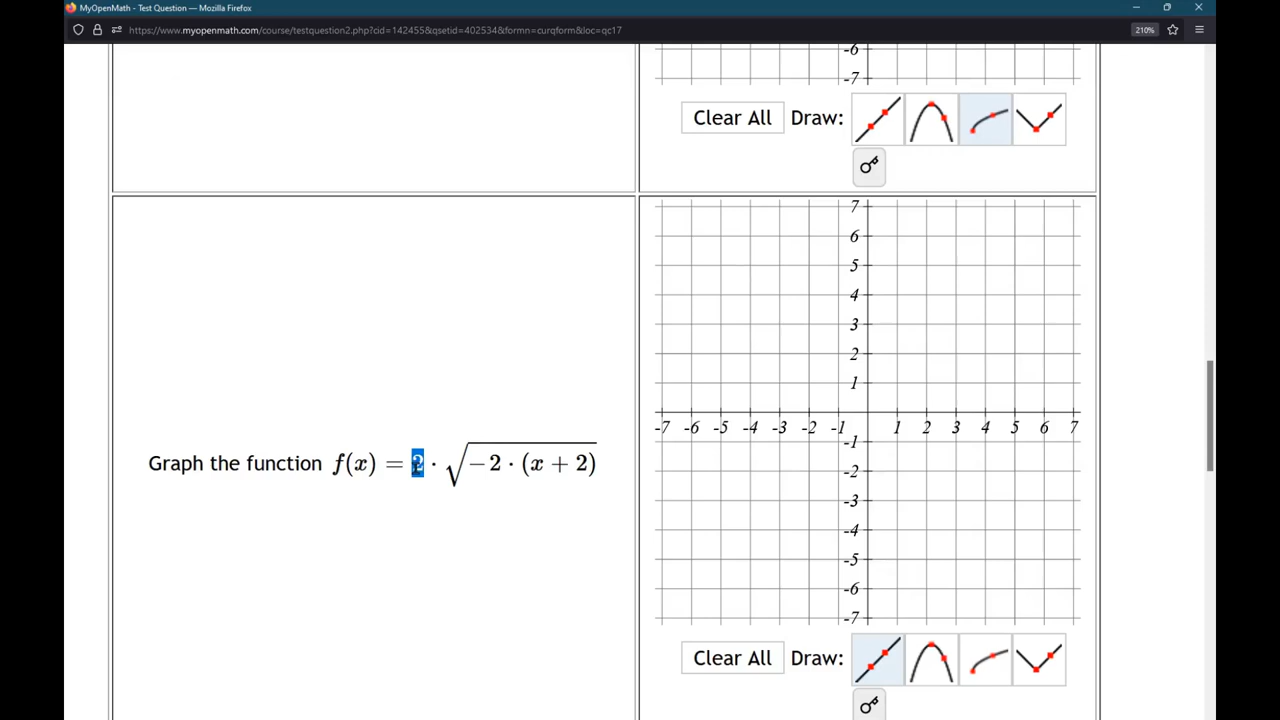 MyOpenMath - Test Question — Mozilla Firefox
https://www.myopenmath.com/course/testquestion2.php?cid=142455&qsetid=402534&formn=curqform&loc=qc17
210%
-6
-7
Clear All Draw:
7
6
5
4
3
2
1
-7 -6 -5 -4 -3 -2 -1 1 2 3 4 5 6 7
-1
-2
-3
-4
-5
-6
-7
Graph the function f(x) = 2 · √−2 · (x + 2)
Clear All Draw: